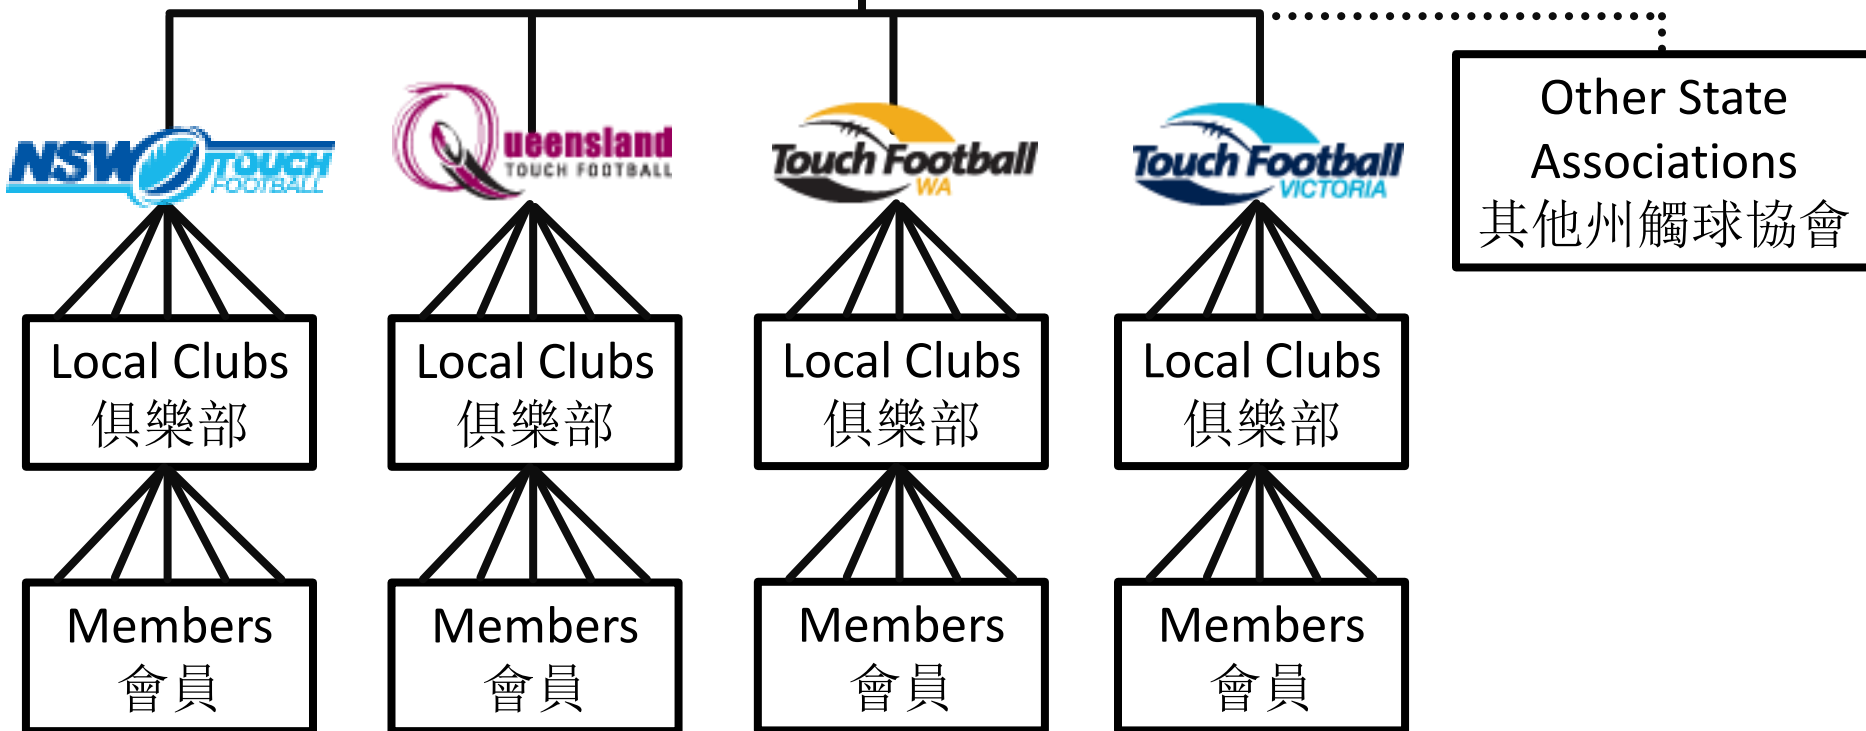 NSW TOUCH FOOTBALL
Queensland
TOUCH FOOTBALL
Touch Football
WA
Touch Football
VICTORIA
Other State
Associations
其他州觸球協會
Local Clubs
俱樂部
Local Clubs
俱樂部
Local Clubs
俱樂部
Local Clubs
俱樂部
Members
會員
Members
會員
Members
會員
Members
會員